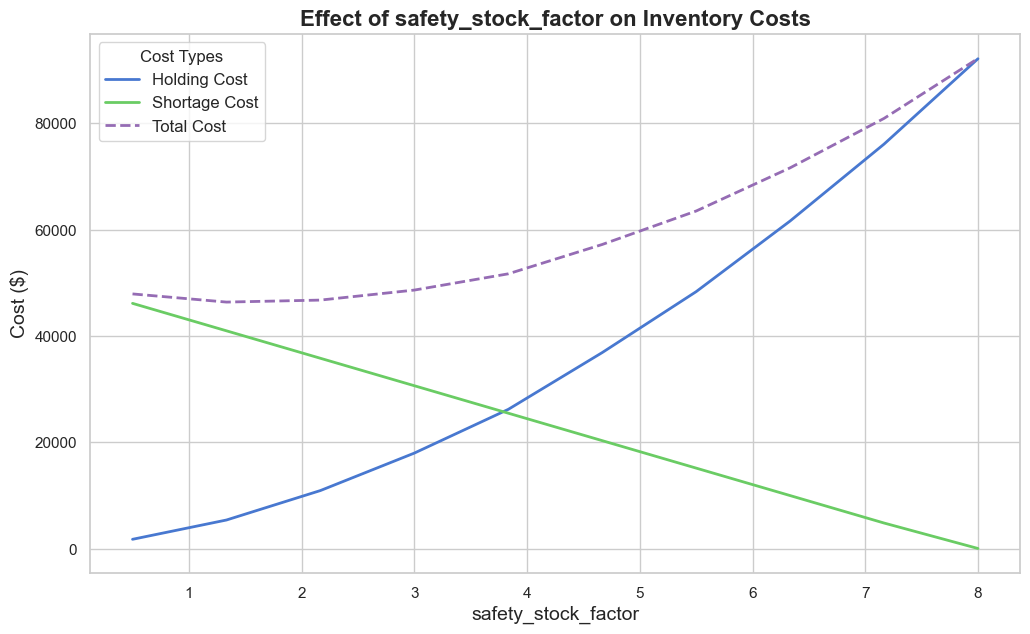 Effect of safety_stock_factor on Inventory Costs
Cost Types
Holding Cost
Shortage Cost
Total Cost
Cost ($)
80000
60000
40000
20000
0
1 2 3 4 5 6 7 8
safety_stock_factor